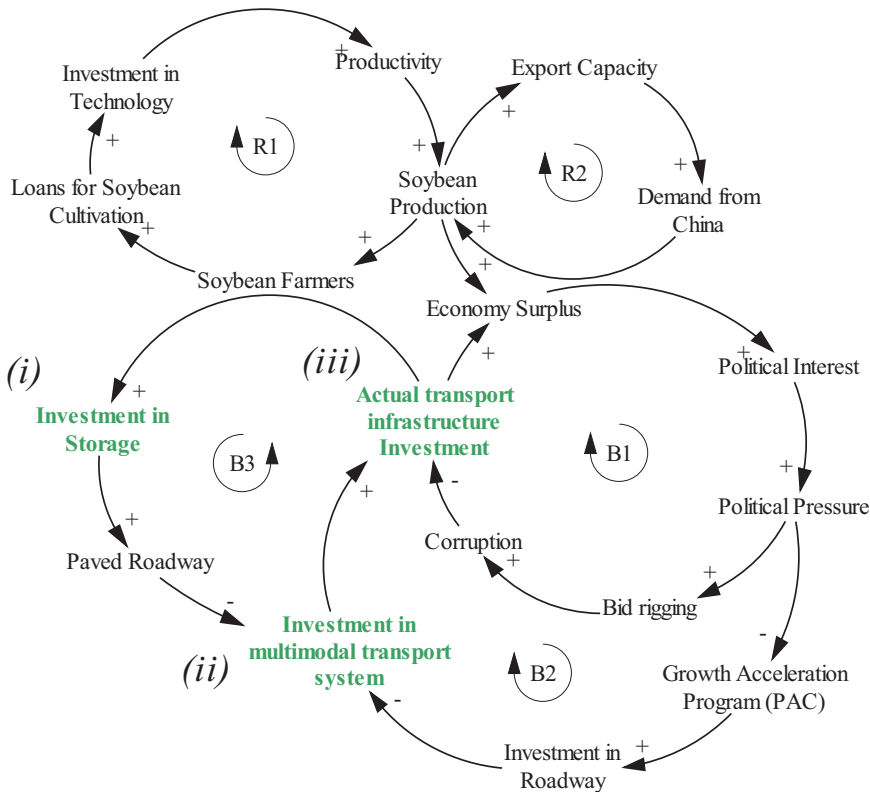 +
Productivity
Investment in
Technology
Export Capacity
+
+
+
R1
R2
+
Loans for Soybean
Cultivation
+
Soybean
Production
Demand from
China
+
+
+
+
Soybean Farmers
Economy Surplus
(i)
(iii)
+
+
+
Political Interest
Investment in
Storage
Actual transport
infrastructure
Investment
B3
B1
+
+
-
Political Pressure
+
Corruption
Paved Roadway
+
+
-
Bid rigging
-
Investment in
multimodal transport
system
(ii)
B2
Growth Acceleration
Program (PAC)
-
+
Investment in
Roadway